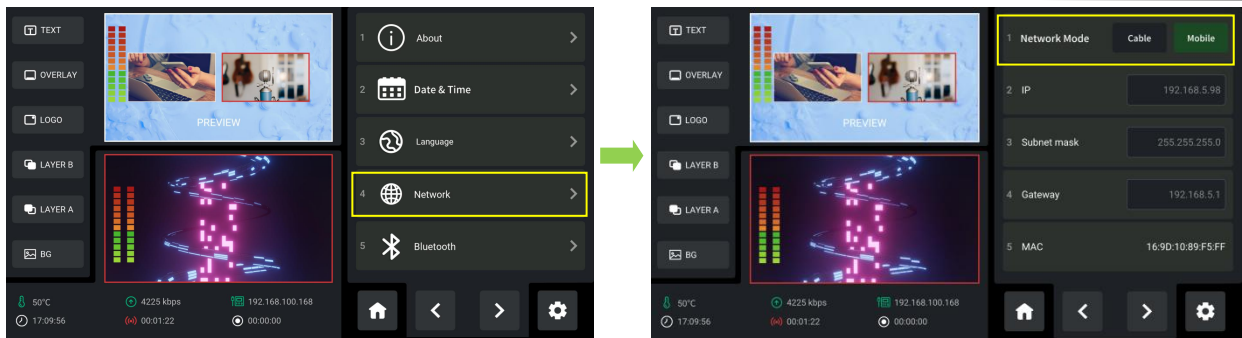 TEXT
OVERLAY
LOGO
LAYER B
LAYER A
BG
PREVIEW
1 About
2 Date & Time
3 Language
4 Network
5 Bluetooth
50°C
4225 kbps
192.168.100.168
17:09:56
00:01:22
00:00:00
TEXT
OVERLAY
LOGO
LAYER B
LAYER A
BG
PREVIEW
1 Network Mode Cable Mobile
2 IP 192.168.5.98
3 Subnet mask 255.255.255.0
4 Gateway 192.168.5.1
5 MAC 16:9D:10:89:F5:FF
50°C
4225 kbps
192.168.100.168
17:09:56
00:01:22
00:00:00